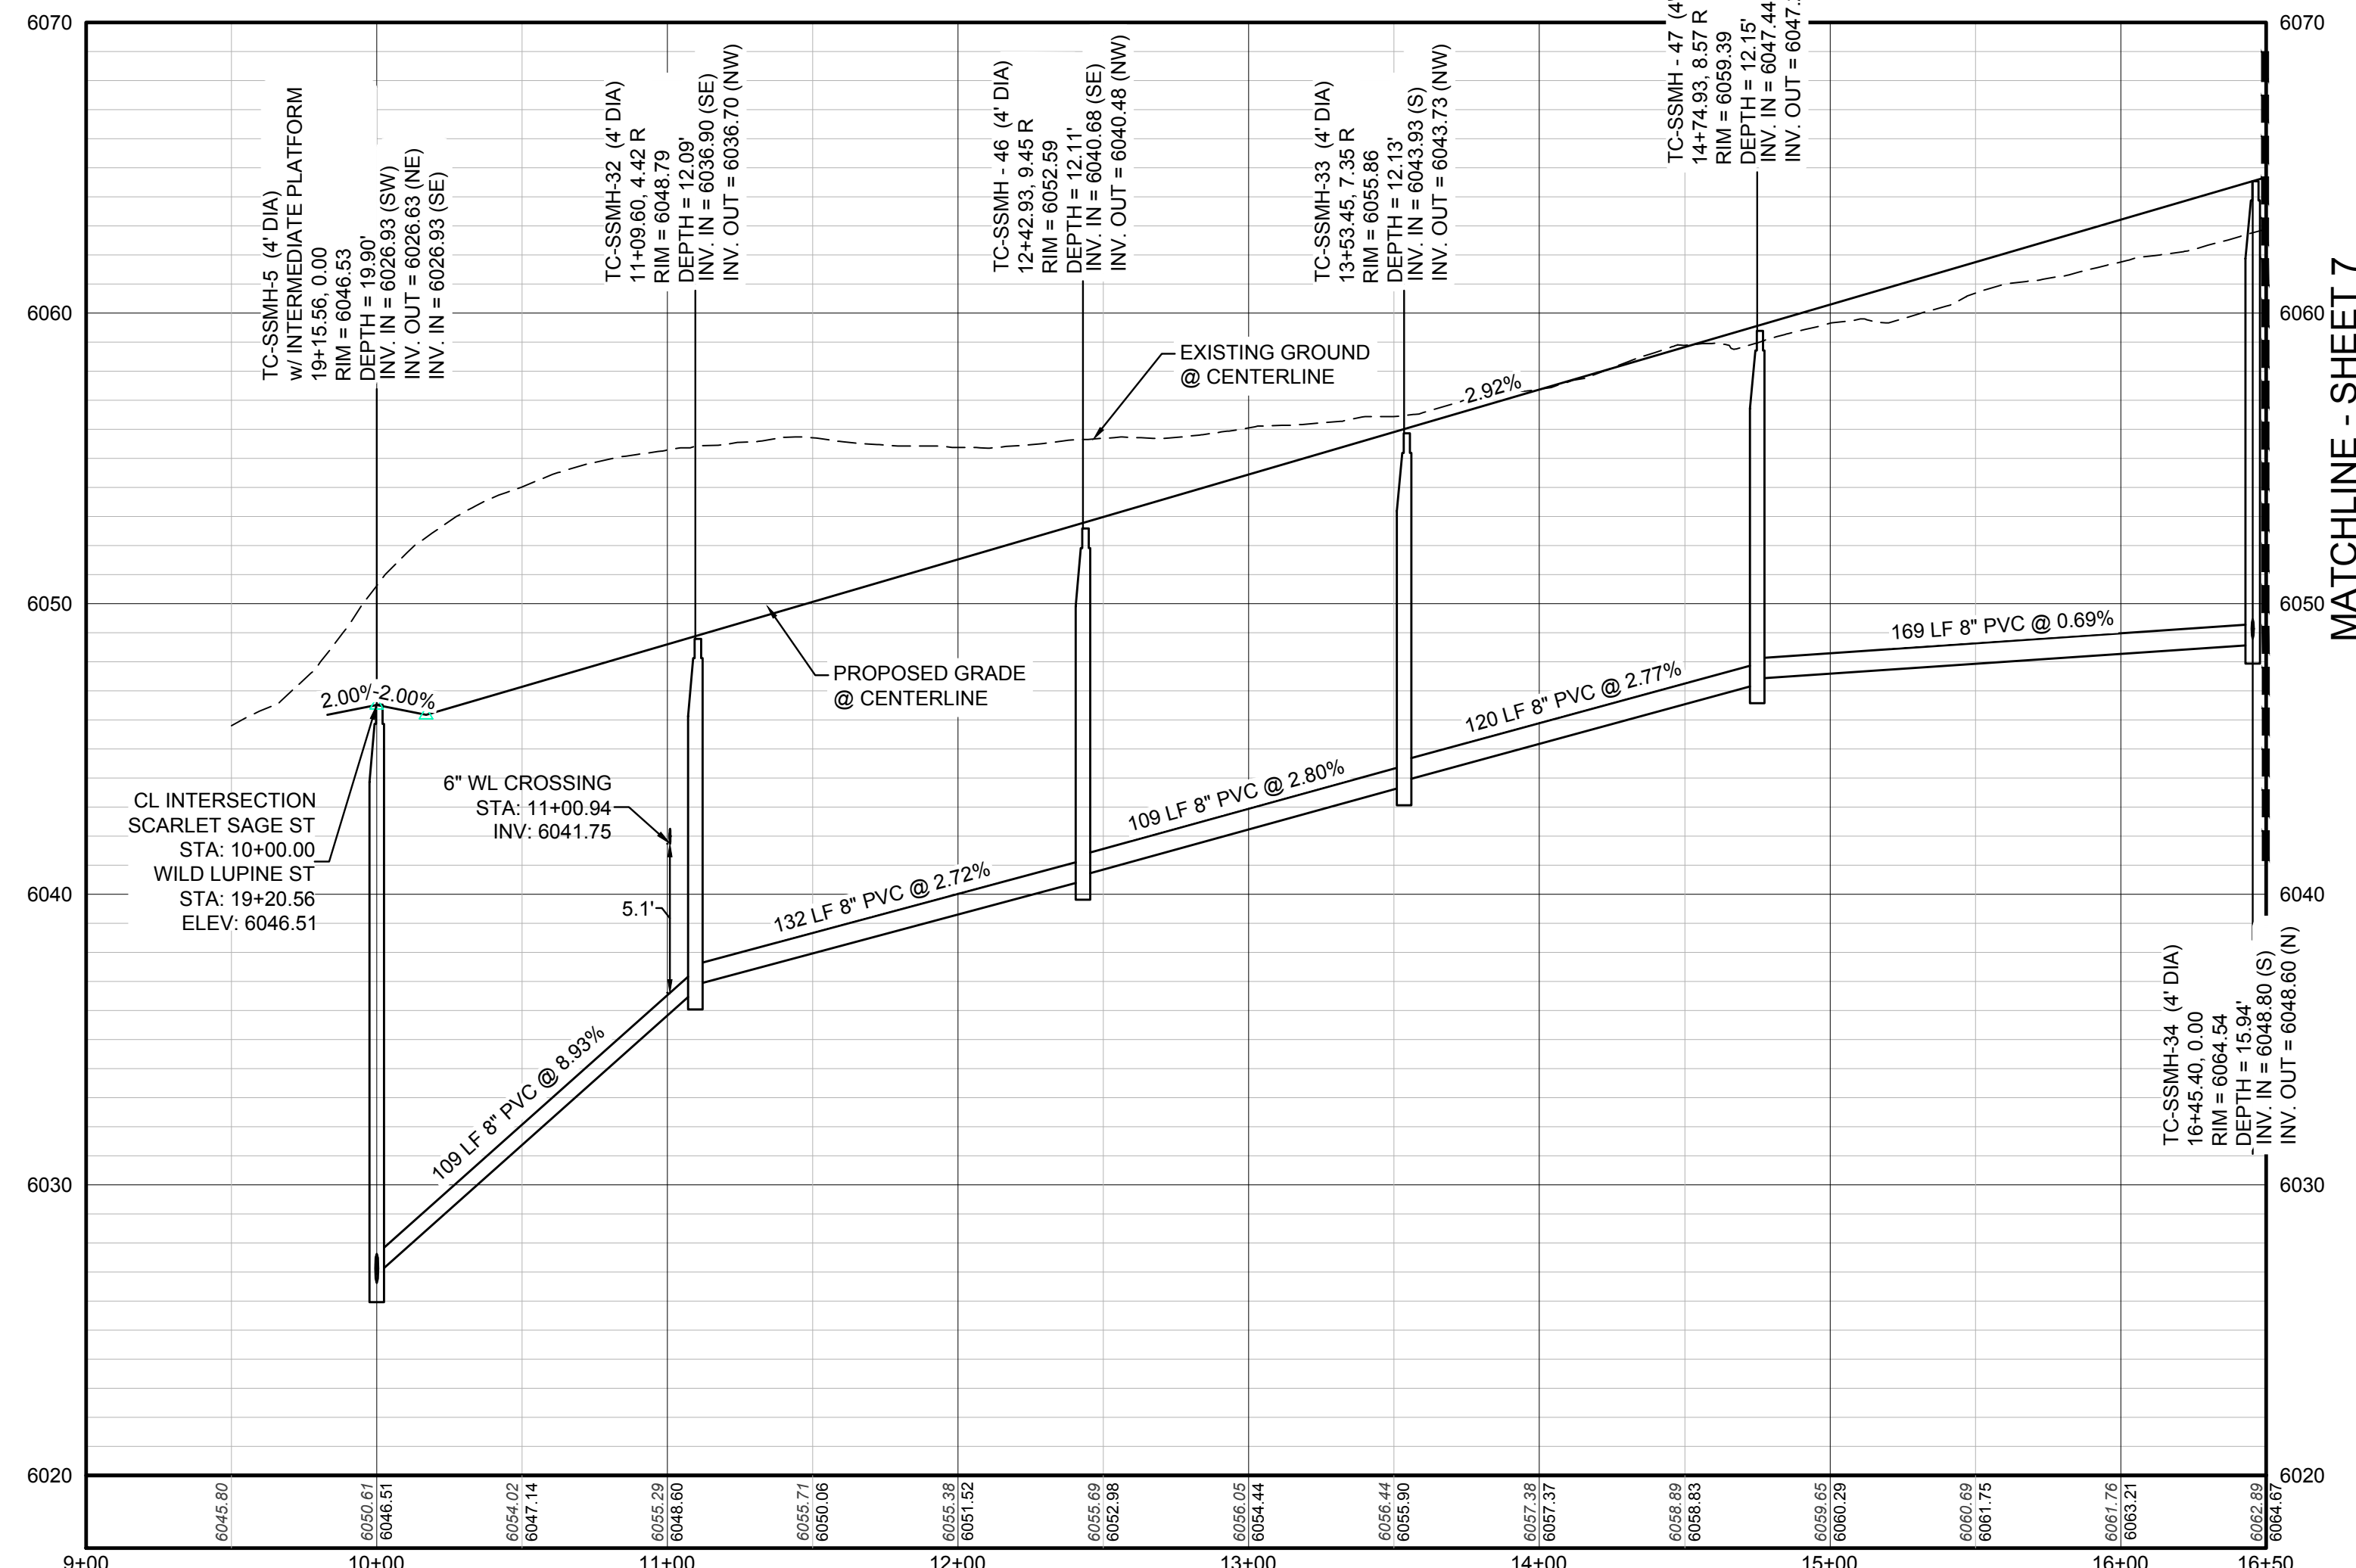 6070
6060
6050
6040
6030
6020
6070
6060
6050
6040
6030
6020
TC-SSMH-5 (4' DIA)
w/ INTERMEDIATE PLATFORM
19+15.56, 0.00
RIM = 6046.53
DEPTH = 19.90'
INV. IN = 6026.93 (SW)
INV. OUT = 6026.63 (NE)
INV. IN = 6026.93 (SE)
TC-SSMH-32 (4' DIA)
11+09.60, 4.42 R
RIM = 6048.79
DEPTH = 12.09'
INV. IN = 6036.90 (SE)
INV. OUT = 6036.70 (NW)
TC-SSMH - 46 (4' DIA)
12+42.93, 9.45 R
RIM = 6052.59
DEPTH = 12.11'
INV. IN = 6040.68 (SE)
INV. OUT = 6040.48 (NW)
TC-SSMH-33 (4' DIA)
13+53.45, 7.35 R
RIM = 6055.86
DEPTH = 12.13'
INV. IN = 6043.93 (S)
INV. OUT = 6043.73 (NW)
TC-SSMH - 47 (4'
14+74.93, 8.57 R
RIM = 6059.39
DEPTH = 12.15'
INV. IN = 6047.44
INV. OUT = 6047.
EXISTING GROUND
@ CENTERLINE
2.92%
PROPOSED GRADE
@ CENTERLINE
2.00%
-2.00%
CL INTERSECTION
SCARLET SAGE ST
STA: 10+00.00
WILD LUPINE ST
STA: 19+20.56
ELEV: 6046.51
6" WL CROSSING
STA: 11+00.94
INV: 6041.75
5.1'
109 LF 8" PVC @ 8.93%
132 LF 8" PVC @ 2.72%
109 LF 8" PVC @ 2.80%
120 LF 8" PVC @ 2.77%
169 LF 8" PVC @ 0.69%
MATCHLINE - SHEET 7
TC-SSMH-34 (4' DIA)
16+45.40, 0.00
RIM = 6064.54
DEPTH = 15.94'
INV. IN = 6048.80 (S)
INV. OUT = 6048.60 (N)
6045.80
6050.61
6046.51
6054.02
6047.14
6055.29
6048.60
6055.71
6050.06
6055.38
6051.52
6055.69
6052.98
6056.05
6054.44
6056.44
6055.90
6057.38
6057.37
6058.89
6058.83
6059.65
6060.29
6060.69
6061.75
6061.76
6063.21
6062.89
6064.67
9+00
10+00
11+00
12+00
13+00
14+00
15+00
16+00
16+50